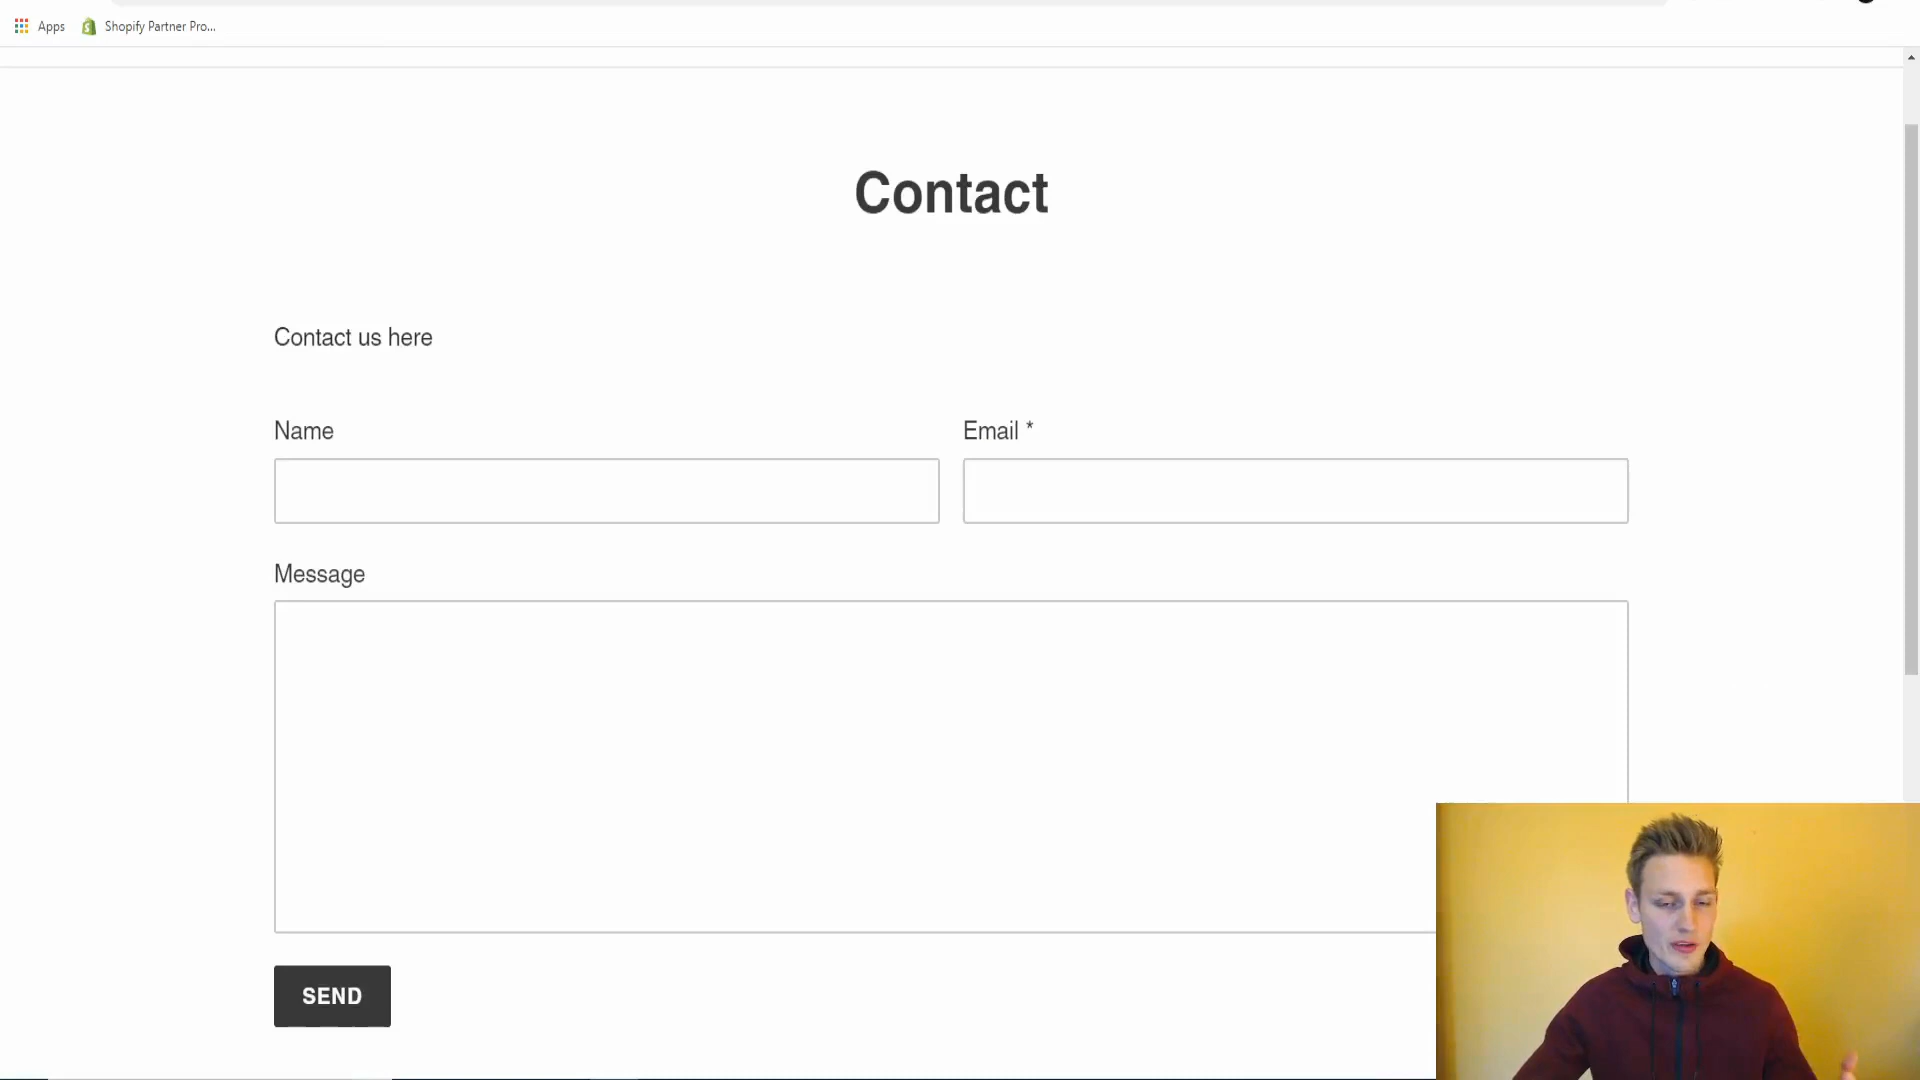 Apps
Shopify Partner Pro...
Contact
Contact us here
Name
Email *
Message
SEND